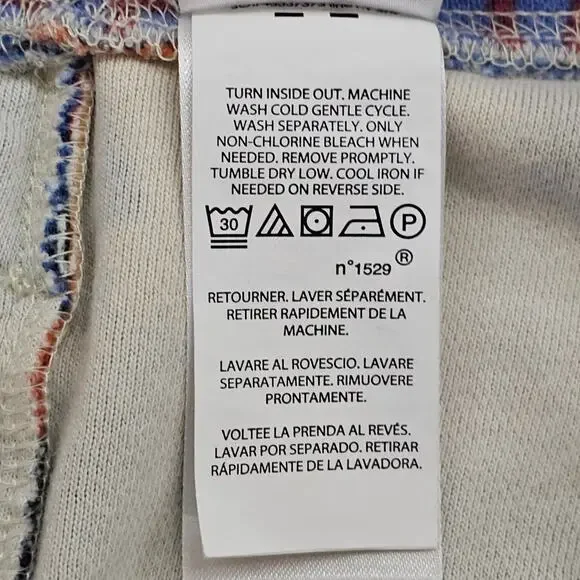 TURN INSIDE OUT. MACHINE
WASH COLD GENTLE CYCLE.
WASH SEPARATELY. ONLY
NON-CHLORINE BLEACH WHEN
NEEDED. REMOVE PROMPTLY.
TUMBLE DRY LOW. COOL IRON IF
NEEDED ON REVERSE SIDE.
30 P
n°1529 ®
RETOURNER. LAVER SÉPARÉMENT.
RETIRER RAPIDEMENT DE LA
MACHINE.
LAVARE AL ROVESCIO. LAVARE
SEPARATAMENTE. RIMUOVERE
PRONTAMENTE.
VOLTEE LA PRENDA AL REVÉS.
LAVAR POR SEPARADO. RETIRAR
RÁPIDAMENTE DE LA LAVADORA.